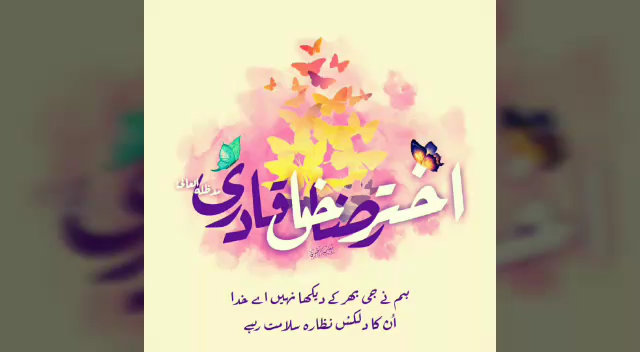 اختر رضا خاں قادری
مدظلہ العالی
ہم نے جی بھر کے دیکھا نہیں اے خدا
اُن کا دلکش نظارہ سلامت رہے